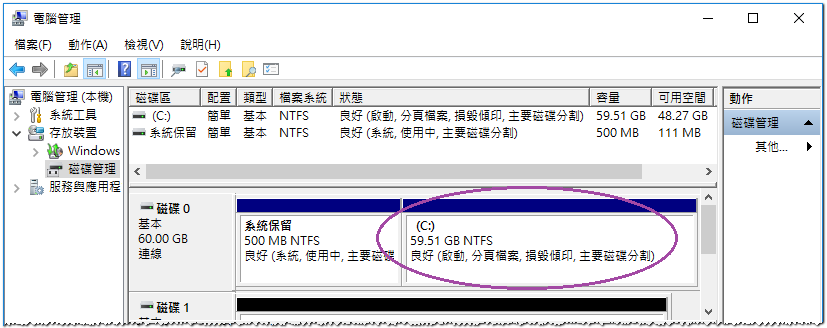 電腦管理
檔案(F) 動作(A) 檢視(V) 說明(H)
電腦管理 (本機)
系統工具
存放裝置
Windows
磁碟管理
服務與應用程
磁碟區 配置 類型 檔案系統 狀態 容量 可用空間
(C:) 簡單 基本 NTFS 良好 (啟動, 分頁檔案, 損毀傾印, 主要磁碟分割) 59.51 GB 48.27 GB
系統保留 簡單 基本 NTFS 良好 (系統, 使用中, 主要磁碟分割) 500 MB 111 MB
磁碟 0
基本
60.00 GB
連線
系統保留
500 MB NTFS
良好 (系統, 使用中, 主要磁碟
(C:)
59.51 GB NTFS
良好 (啟動, 分頁檔案, 損毀傾印, 主要磁碟分割)
磁碟 1
動作
磁碟管理
其他...